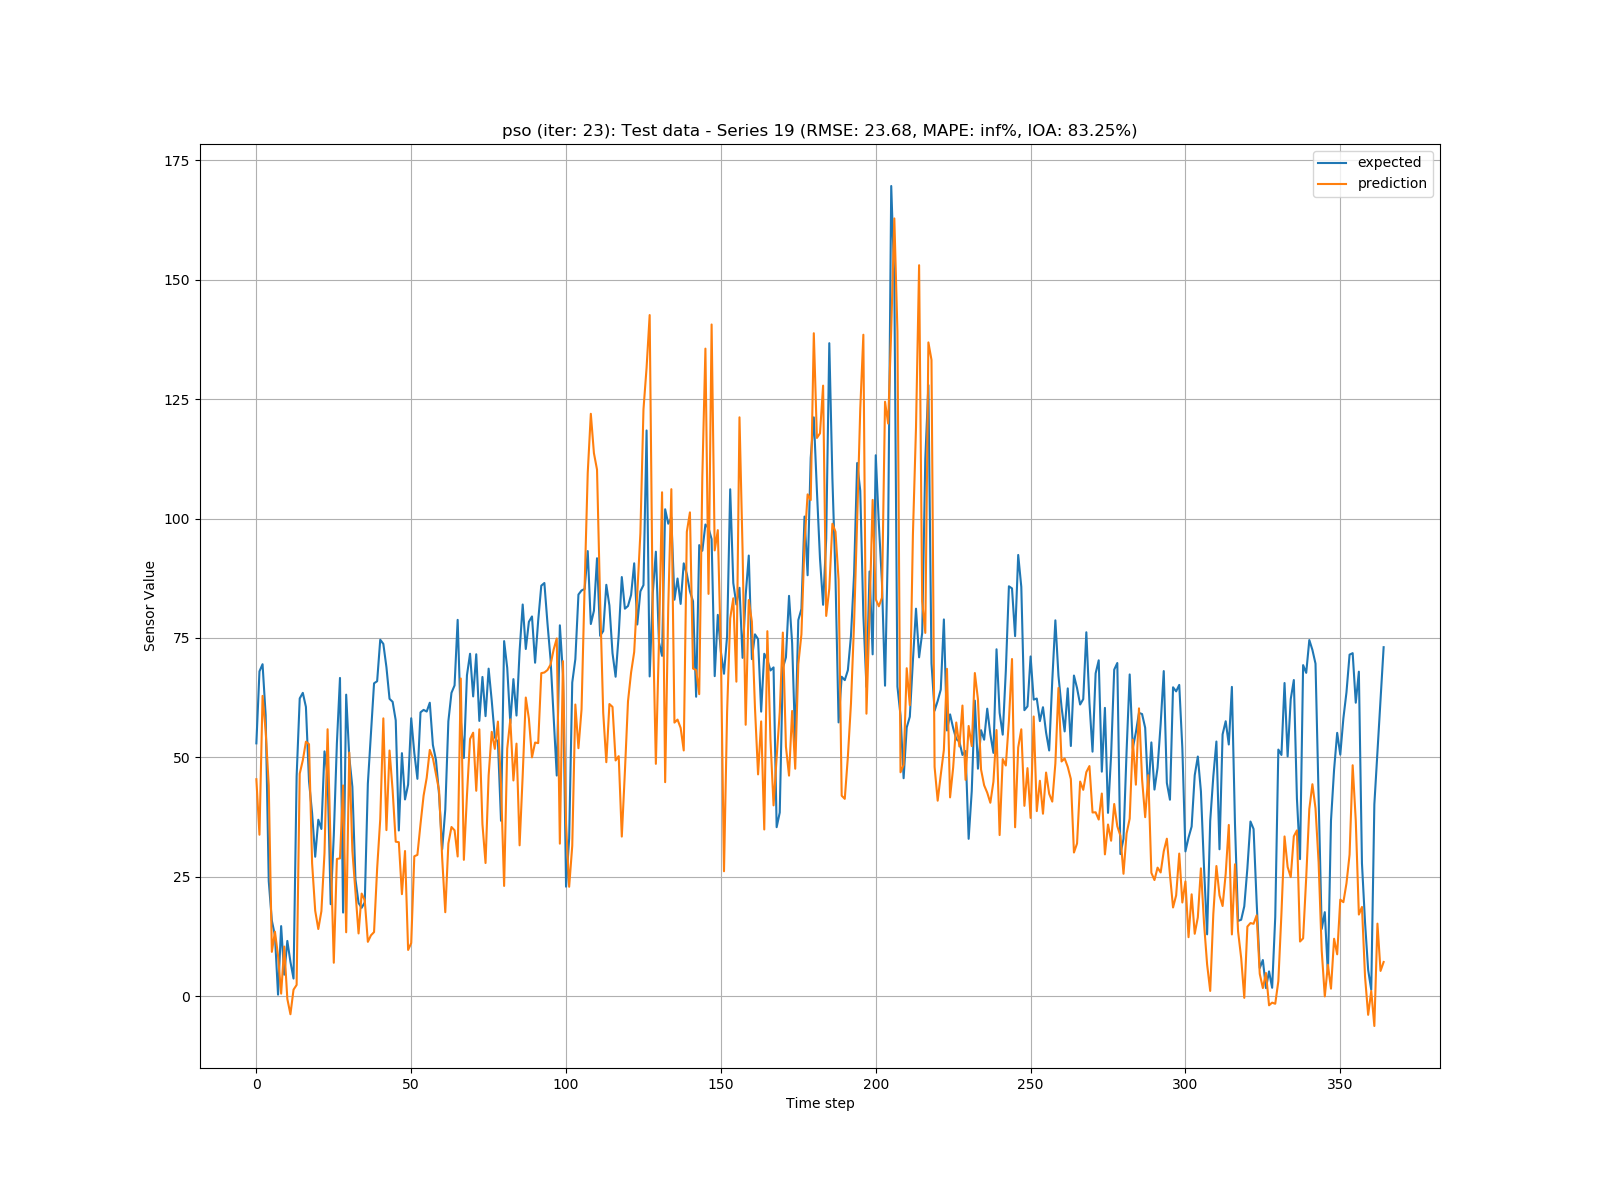 pso (iter: 23): Test data - Series 19 (RMSE: 23.68, MAPE: inf%, IOA: 83.25%)
expected
prediction
Sensor Value
175
150
125
100
75
50
25
0
0 50 100 150 200 250 300 350
Time step